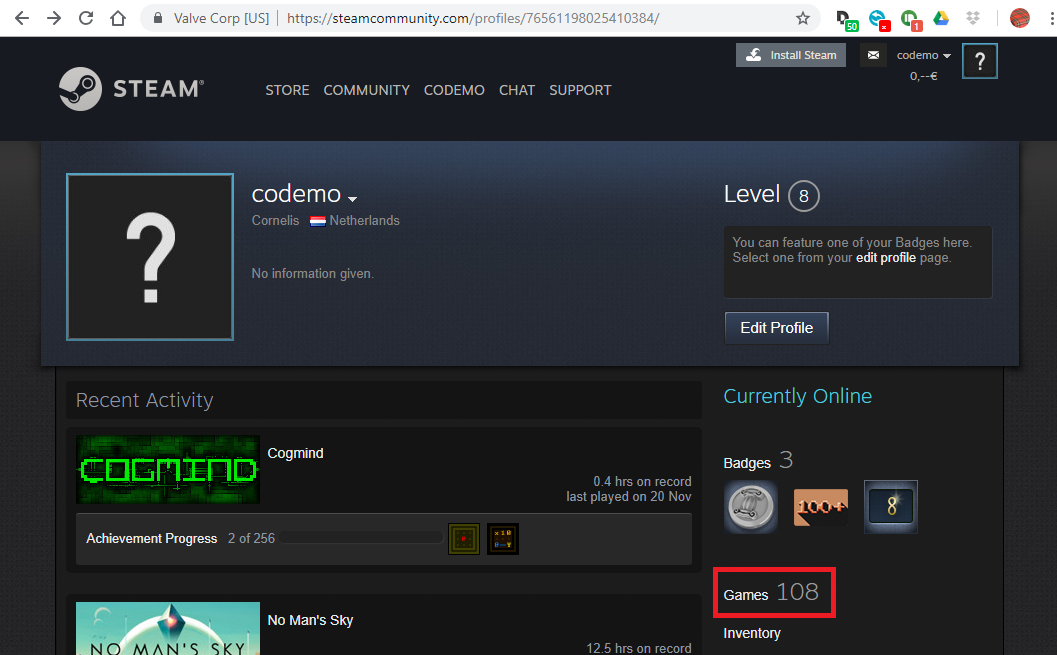 Valve Corp [US] | https://steamcommunity.com/profiles/76561198025410384/
50
1
Install Steam
codemo
0,--€
?
STEAM®
STORE COMMUNITY CODEMO CHAT SUPPORT
?
codemo
Cornelis Netherlands
No information given.
Level 8
You can feature one of your Badges here.
Select one from your edit profile page.
Edit Profile
Recent Activity
Currently Online
COGMIND
Cogmind
0.4 hrs on record
last played on 20 Nov
Achievement Progress 2 of 256
x10
Badges 3
100+
8
Games 108
Inventory
NO MAN'S SKY
No Man's Sky
12.5 hrs on record